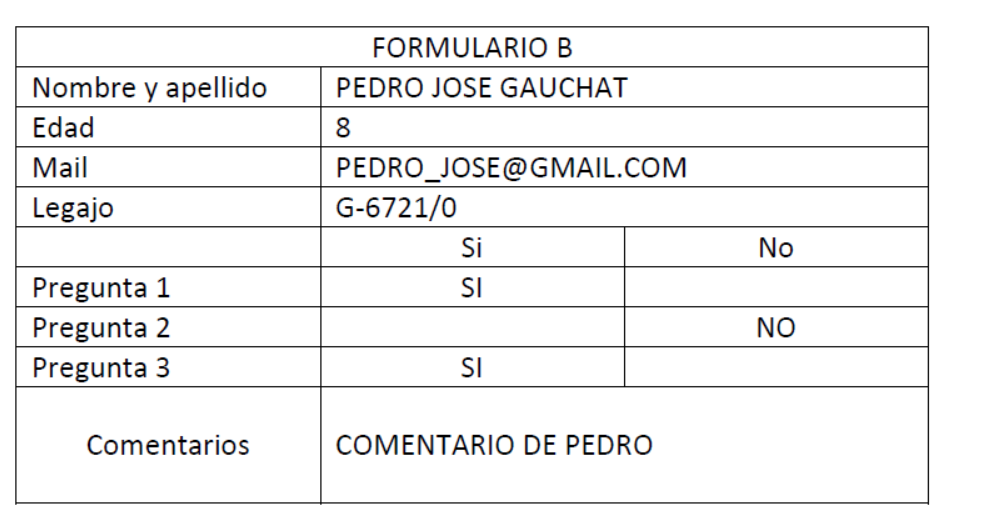 FORMULARIO B
Nombre y apellido PEDRO JOSE GAUCHAT
Edad 8
Mail PEDRO_JOSE@GMAIL.COM
Legajo G-6721/0
Si No
Pregunta 1 SI
Pregunta 2 NO
Pregunta 3 SI
Comentarios COMENTARIO DE PEDRO